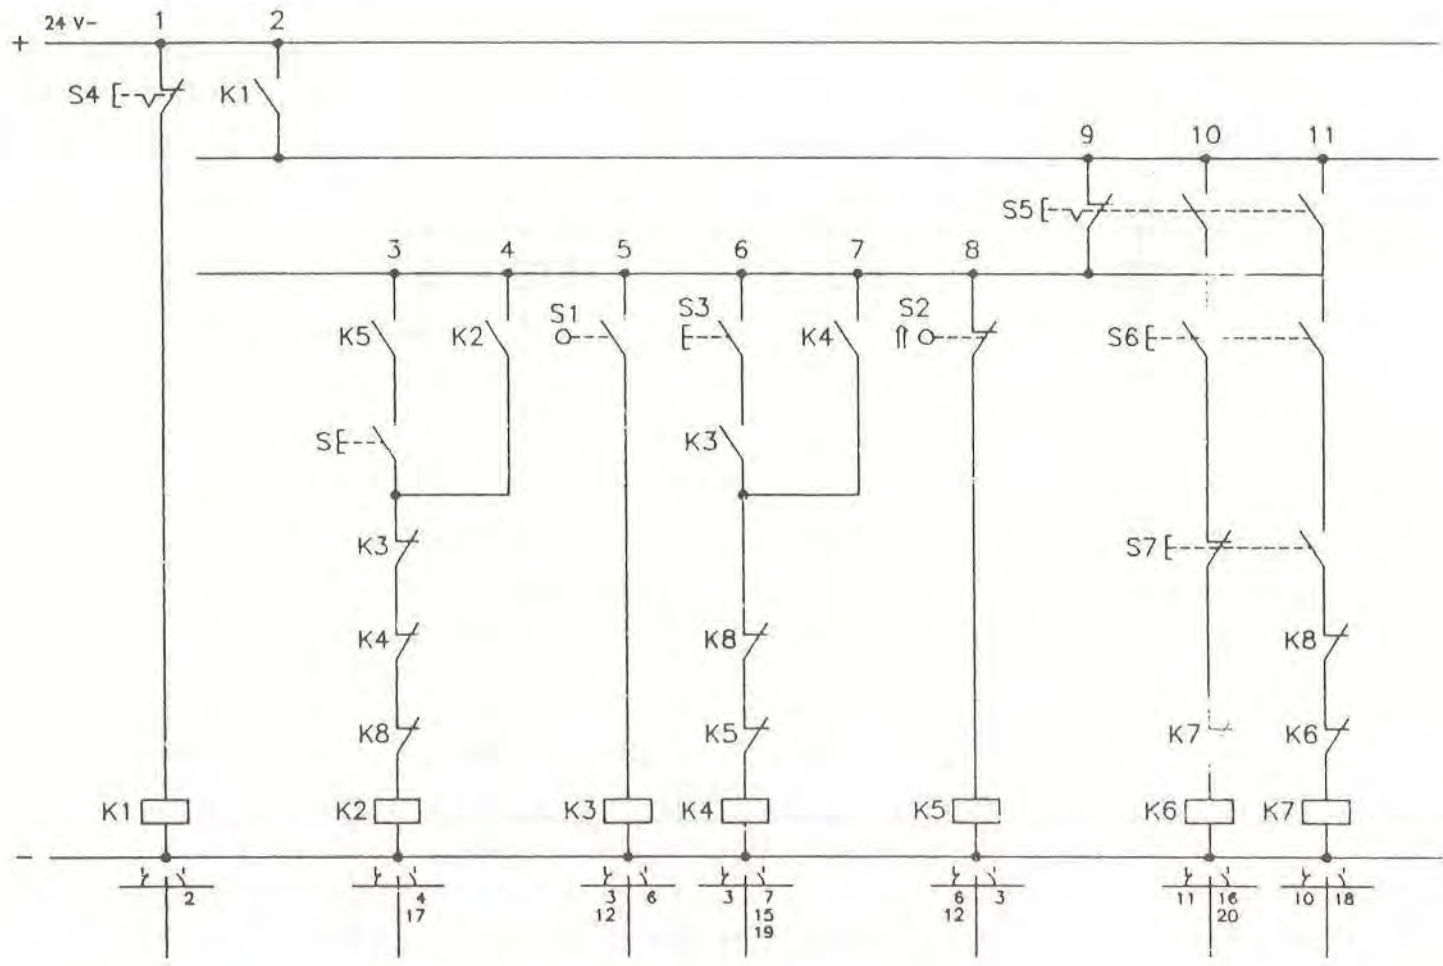 24 V-
1 2
+
S4 K1
9 10 11
S5
3 4 5 6 7 8
S1 S3 S2
K5 K2 K4 S6
S K3
K3 S7
K4 K8 K8
K8 K5 K7 K6
K1 K2 K3 K4 K5 K6 K7
-
2 4 3 6 3 7 6 3 11 16 10 18
17 12 15 12 20
19